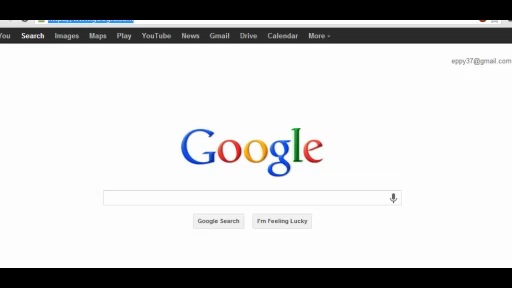 You Search Images Maps Play YouTube News Gmail Drive Calendar More
eppy37@gmail.com
Google
Google Search I'm Feeling Lucky